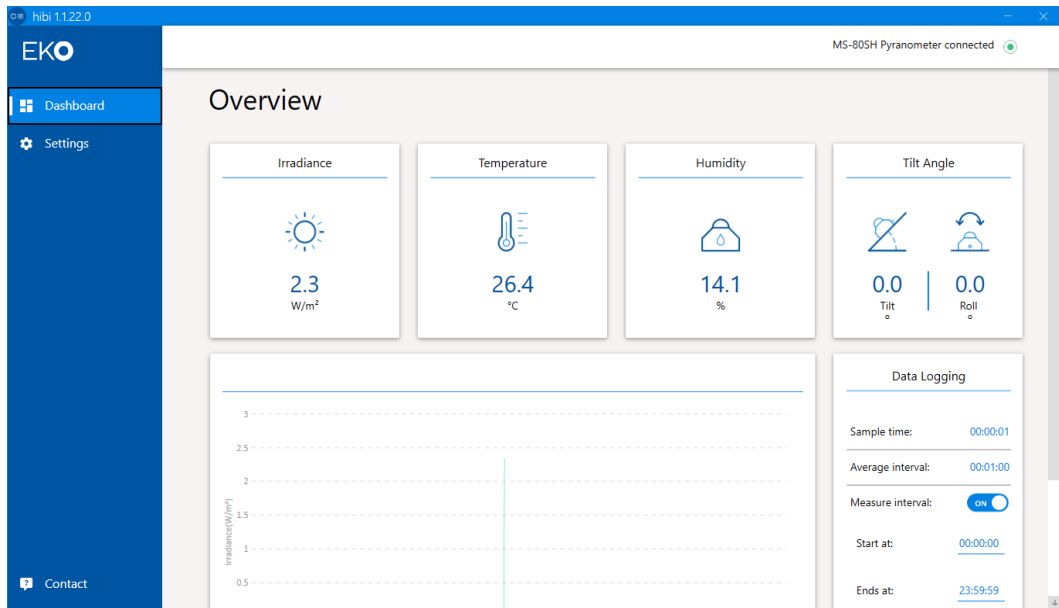 hibi 1.1.22.0
EKO
MS-80SH Pyranometer connected
Dashboard
Settings
Contact
Overview
Irradiance
2.3
W/m²
Temperature
26.4
°C
Humidity
14.1
%
Tilt Angle
0.0 0.0
Tilt Roll
° °
3
2.5
2
1.5
1
0.5
Irradiance(W/m²)
Data Logging
Sample time: 00:00:01
Average interval: 00:01:00
Measure interval: ON
Start at: 00:00:00
Ends at: 23:59:59